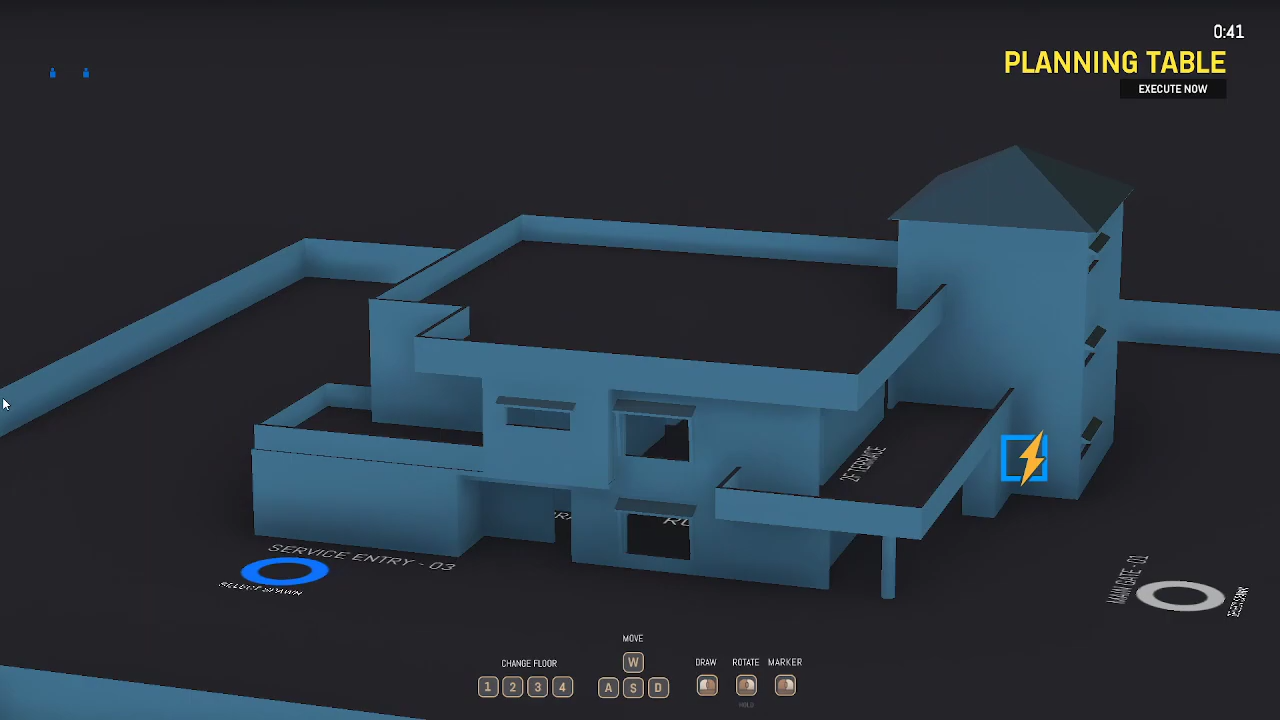 0:41
PLANNING TABLE
EXECUTE NOW
2F TERRACE
SERVICE ENTRY - 03
SELECT SPAWN
MAIN GATE - 01
MOVE
CHANGE FLOOR
W
DRAW
ROTATE
MARKER
1
2
3
4
A
S
D
HOLD